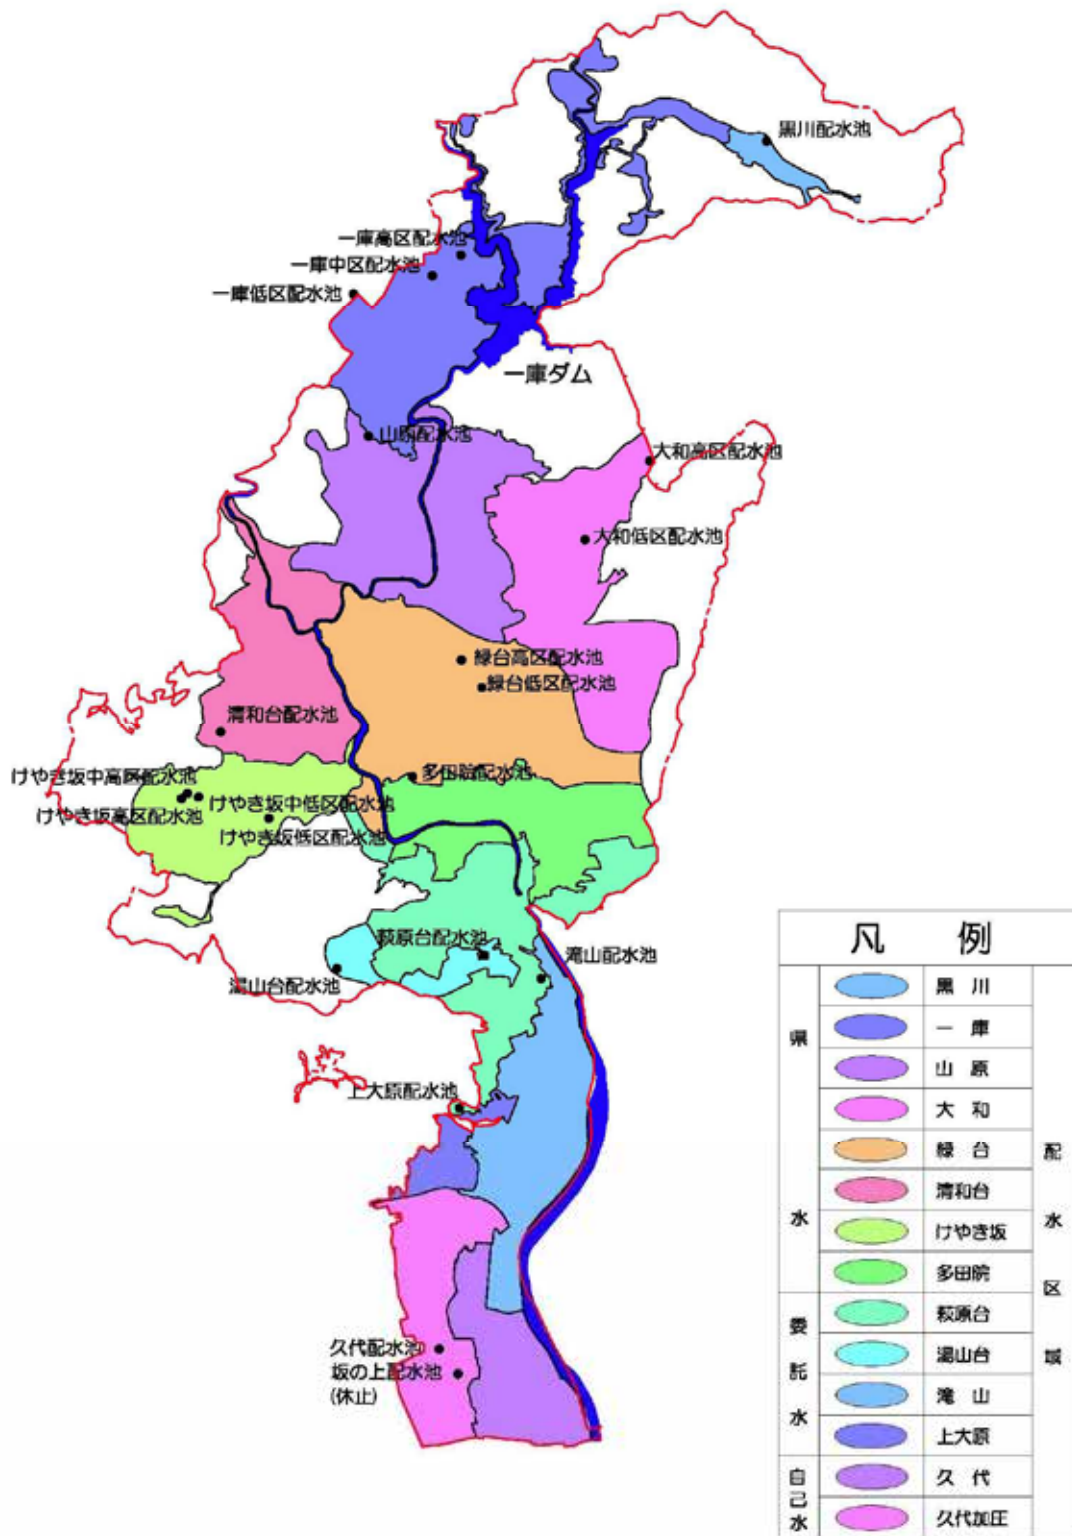 黒川配水池
一庫高区配水池
一庫中区配水池
一庫低区配水池
一庫ダム
山原配水池
大和高区配水池
大和低区配水池
緑台高区配水池
緑台低区配水池
清和台配水池
多田院配水池
けやき坂中高区配水池
けやき坂高区配水池
けやき坂中低区配水池
けやき坂低区配水池
萩原台配水池
滝山配水池
湯山台配水池
上大原配水池
久代配水池
坂の上配水池
(休止)
凡 例
県水
黒 川
一 庫
山 原
大 和
緑 台
清和台
けやき坂
多田院
委託水
萩原台
湯山台
滝 山
上大原
自己水
久 代
久代加圧
配水区域